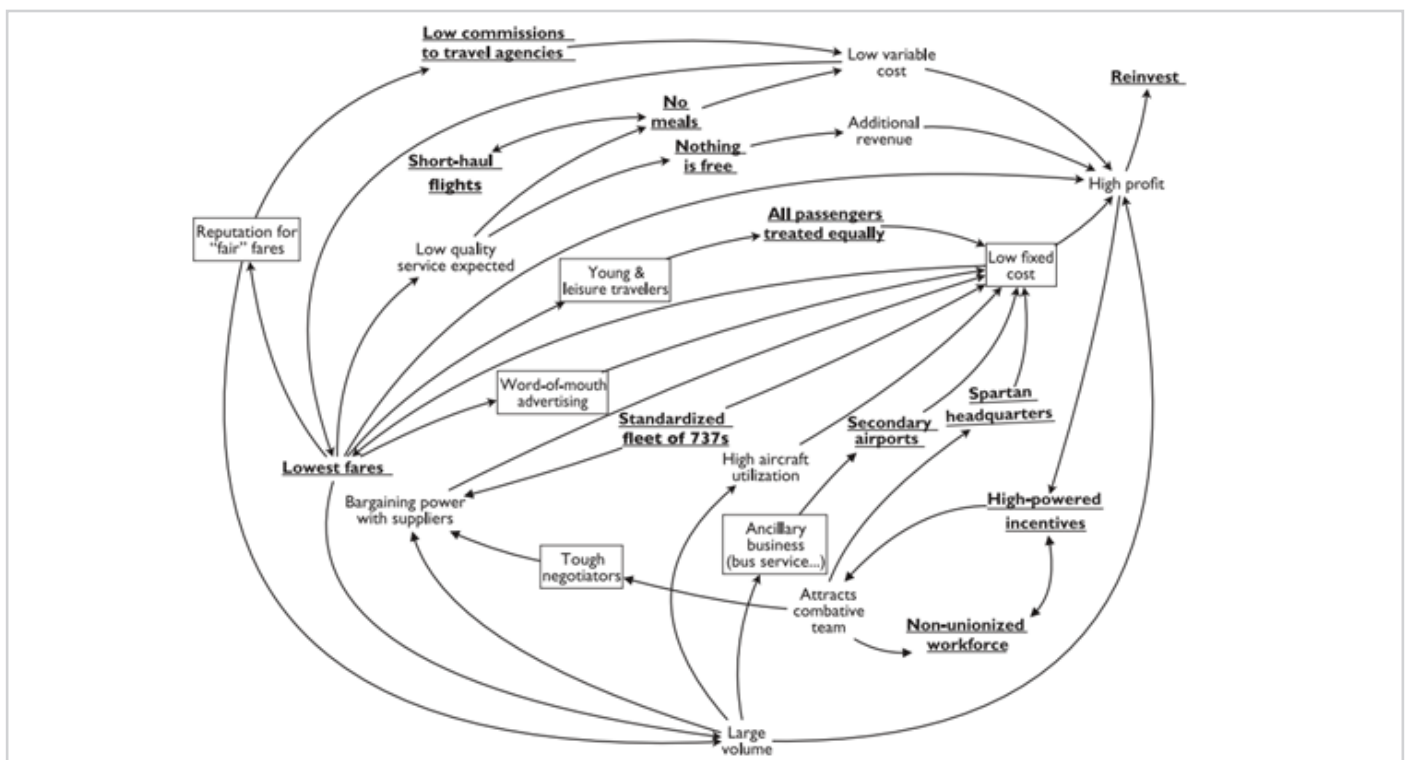 Low commissions
to travel agencies
Low variable
cost
Reinvest
No
meals
Additional
revenue
Nothing
is free
Short-haul
flights
High profit
All passengers
treated equally
Reputation for
“fair” fares
Low quality
service expected
Low fixed
cost
Young &
leisure travelers
Word-of-mouth
advertising
Spartan
headquarters
Standardized
fleet of 737s
Secondary
airports
Lowest fares
High aircraft
utilization
Bargaining power
with suppliers
High-powered
incentives
Ancillary
business
(bus service...)
Tough
negotiators
Attracts
combative
team
Non-unionized
workforce
Large
volume